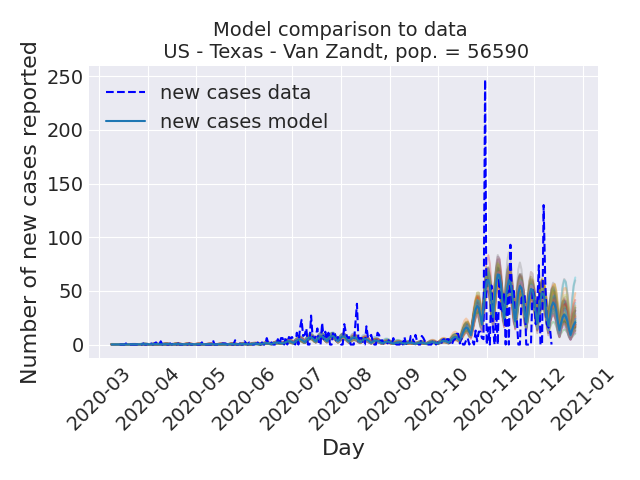 Model comparison to data
US - Texas - Van Zandt, pop. = 56590
Number of new cases reported
250
200
150
100
50
0
new cases data
new cases model
2020-03
2020-04
2020-05
2020-06
2020-07
2020-08
2020-09
2020-10
2020-11
2020-12
2021-01
Day